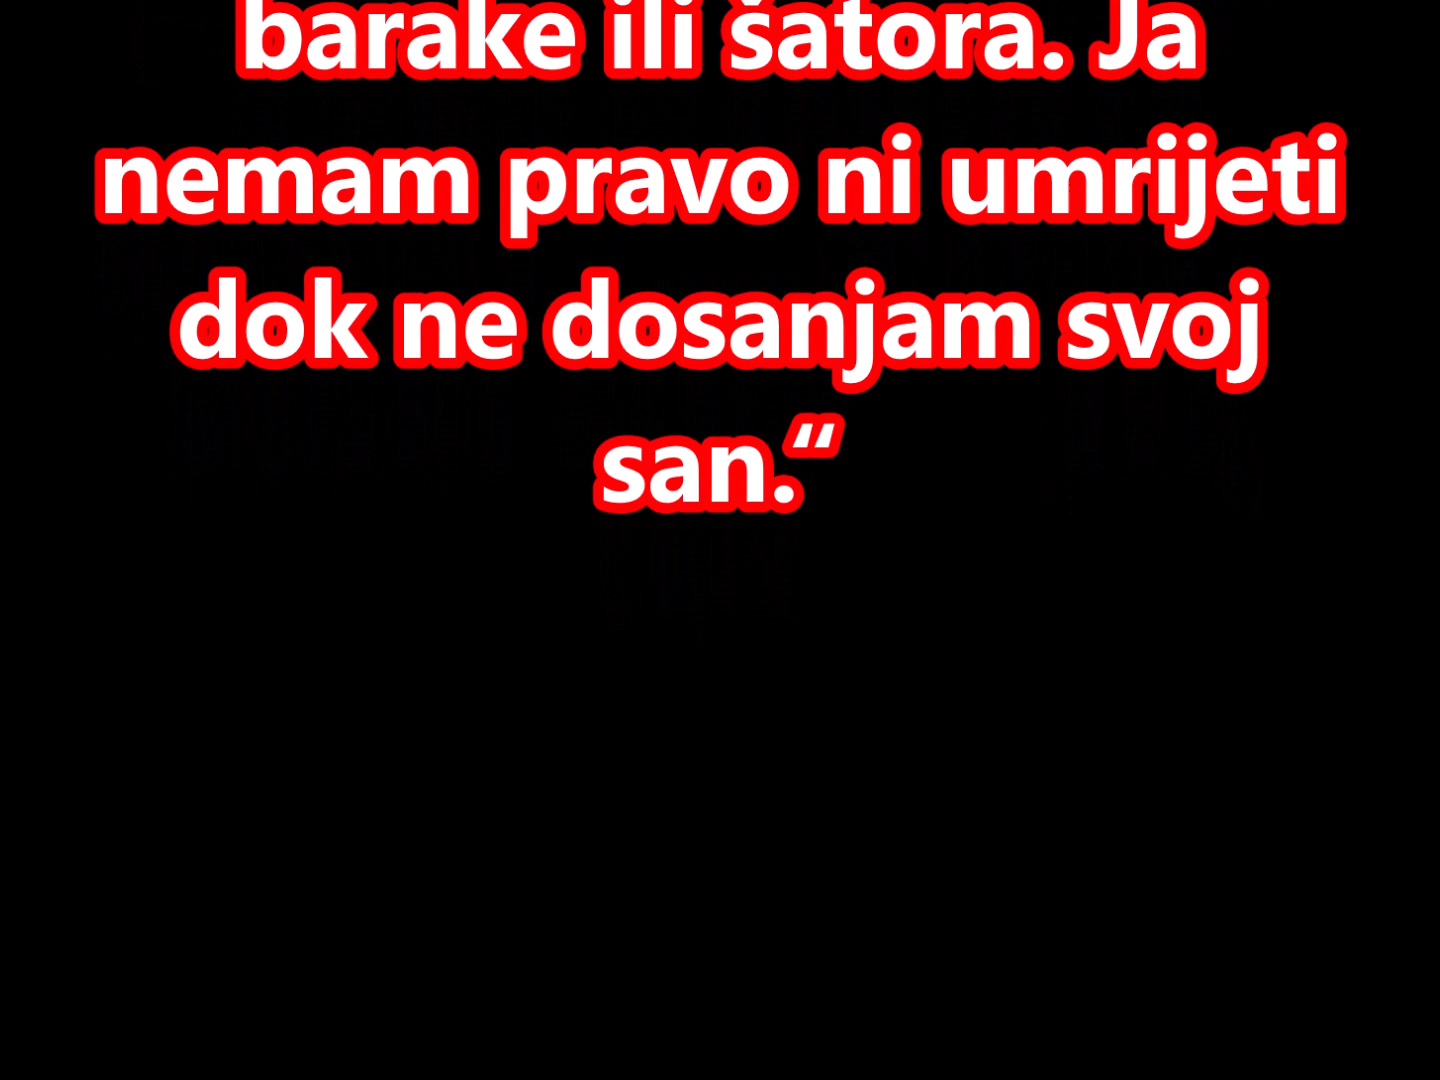 barake ili šatora. Ja
nemam pravo ni umrijeti
dok ne dosanjam svoj
san.“